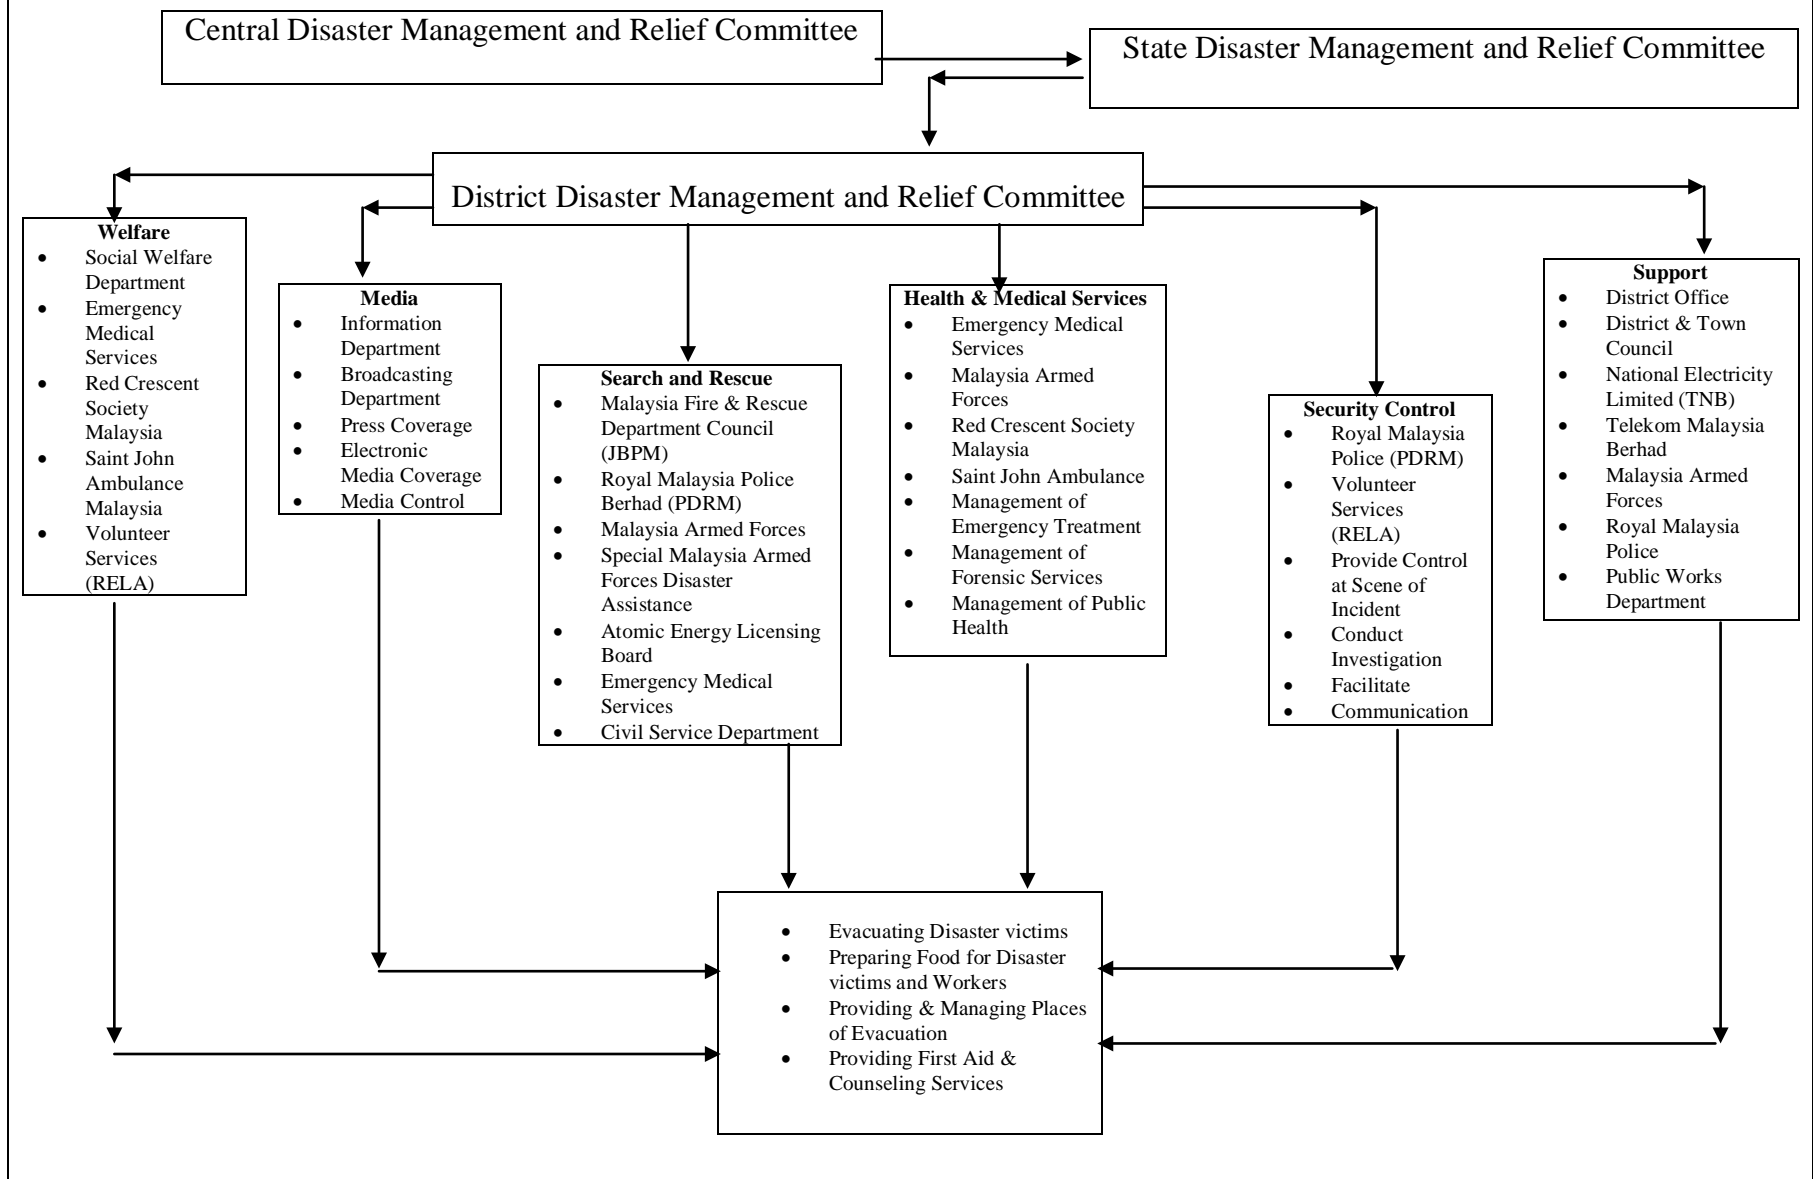 Central Disaster Management and Relief Committee
State Disaster Management and Relief Committee
District Disaster Management and Relief Committee
Welfare
• Social Welfare
Department
• Emergency
Medical
Services
• Red Crescent
Society
Malaysia
• Saint John
Ambulance
Malaysia
• Volunteer
Services
(RELA)
Media
• Information
Department
• Broadcasting
Department
• Press Coverage
• Electronic
Media Coverage
• Media Control
Search and Rescue
• Malaysia Fire & Rescue
Department Council
(JBPM)
• Royal Malaysia Police
Berhad (PDRM)
• Malaysia Armed Forces
• Special Malaysia Armed
Forces Disaster
Assistance
• Atomic Energy Licensing
Board
• Emergency Medical
Services
• Civil Service Department
Health & Medical Services
• Emergency Medical
Services
• Malaysia Armed
Forces
• Red Crescent Society
Malaysia
• Saint John Ambulance
• Management of
Emergency Treatment
• Management of
Forensic Services
• Management of Public
Health
Security Control
• Royal Malaysia
Police (PDRM)
• Volunteer
Services
(RELA)
• Provide Control
at Scene of
Incident
• Conduct
Investigation
• Facilitate
• Communication
Support
• District Office
• District & Town
Council
• National Electricity
Limited (TNB)
• Telekom Malaysia
Berhad
• Malaysia Armed
Forces
• Royal Malaysia
Police
• Public Works
Department
• Evacuating Disaster victims
• Preparing Food for Disaster
victims and Workers
• Providing & Managing Places
of Evacuation
• Providing First Aid &
Counseling Services